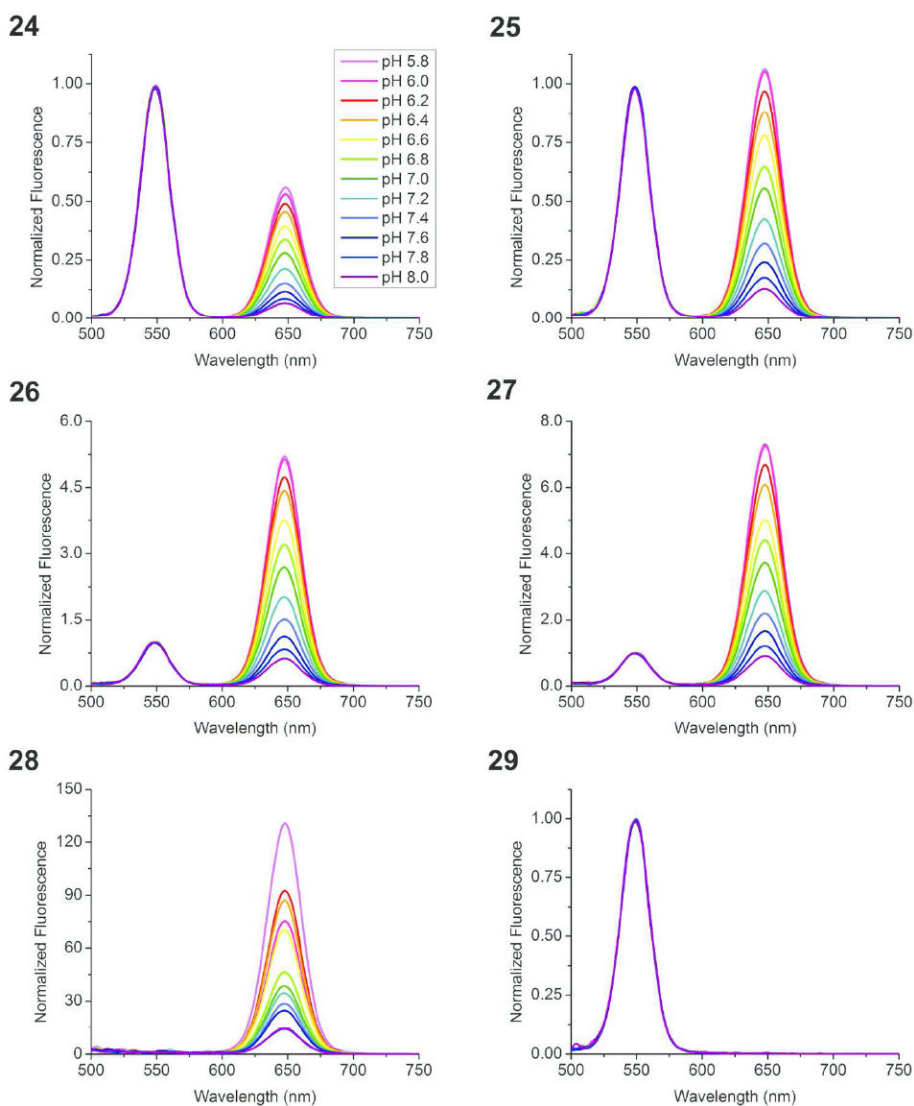 24
1.00
0.75
0.50
0.25
0.00
Normalized Fluorescence
500 550 600 650 700 750
Wavelength (nm)
pH 5.8
pH 6.0
pH 6.2
pH 6.4
pH 6.6
pH 6.8
pH 7.0
pH 7.2
pH 7.4
pH 7.6
pH 7.8
pH 8.0
25
1.00
0.75
0.50
0.25
0.00
Normalized Fluorescence
500 550 600 650 700 750
Wavelength (nm)
26
6.0
4.5
3.0
1.5
0.0
Normalized Fluorescence
500 550 600 650 700 750
Wavelength (nm)
27
8.0
6.0
4.0
2.0
0.0
Normalized Fluorescence
500 550 600 650 700 750
Wavelength (nm)
28
150
120
90
60
30
0
Normalized Fluorescence
500 550 600 650 700 750
Wavelength (nm)
29
1.00
0.75
0.50
0.25
0.00
Normalized Fluorescence
500 550 600 650 700 750
Wavelength (nm)